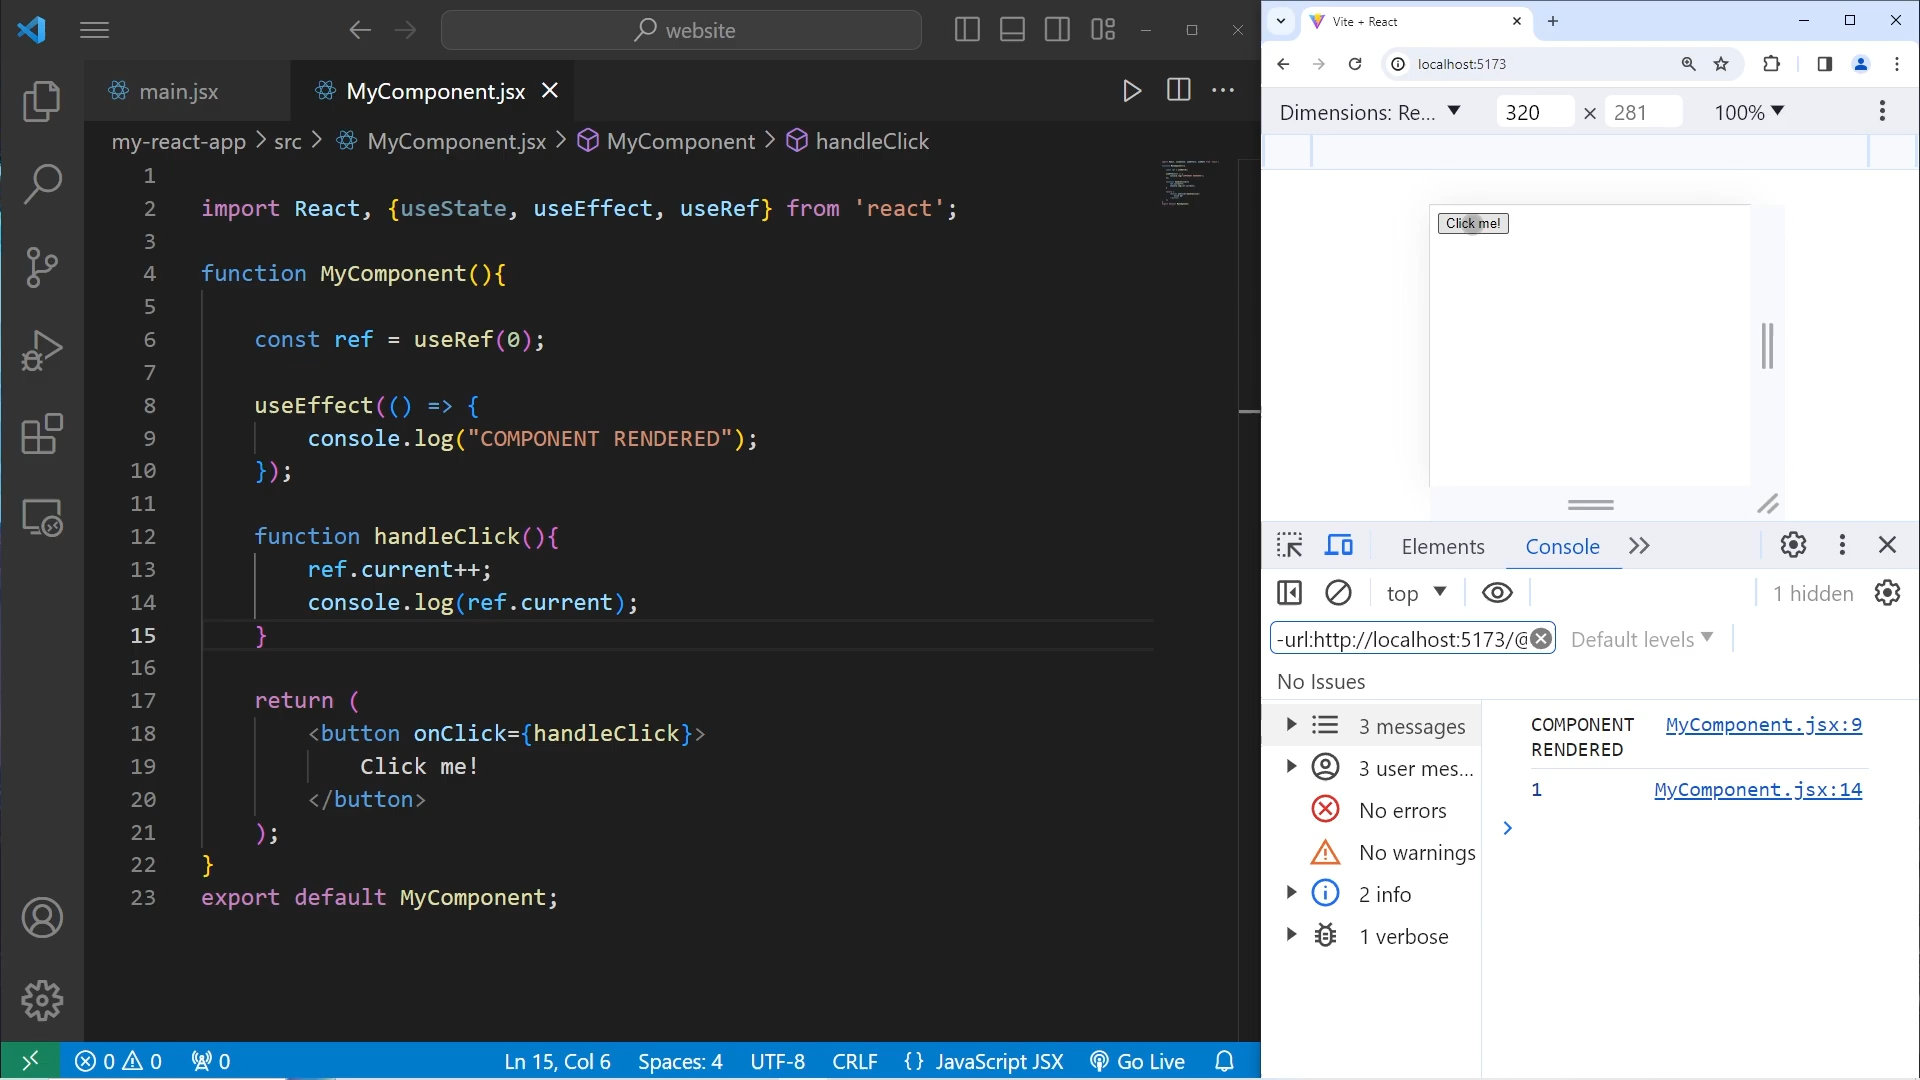 website
main.jsx
MyComponent.jsx
my-react-app > src > MyComponent.jsx > MyComponent > handleClick
1
2 import React, {useState, useEffect, useRef} from 'react';
3
4 function MyComponent(){
5
6 const ref = useRef(0);
7
8 useEffect(() => {
9 console.log("COMPONENT RENDERED");
10 });
11
12 function handleClick(){
13 ref.current++;
14 console.log(ref.current);
15 }
16
17 return (
18 <button onClick={handleClick}>
19 Click me!
20 </button>
21 );
22 }
23 export default MyComponent;
0 0 0 Ln 15, Col 6 Spaces: 4 UTF-8 CRLF {} JavaScript JSX Go Live
Vite + React
localhost:5173
Dimensions: Re... 320 × 281 100%
Click me!
Elements Console
top 1 hidden
-url:http://localhost:5173/@ Default levels
No Issues
3 messages
3 user mes...
No errors
No warnings
2 info
1 verbose
COMPONENT RENDERED MyComponent.jsx:9
1 MyComponent.jsx:14